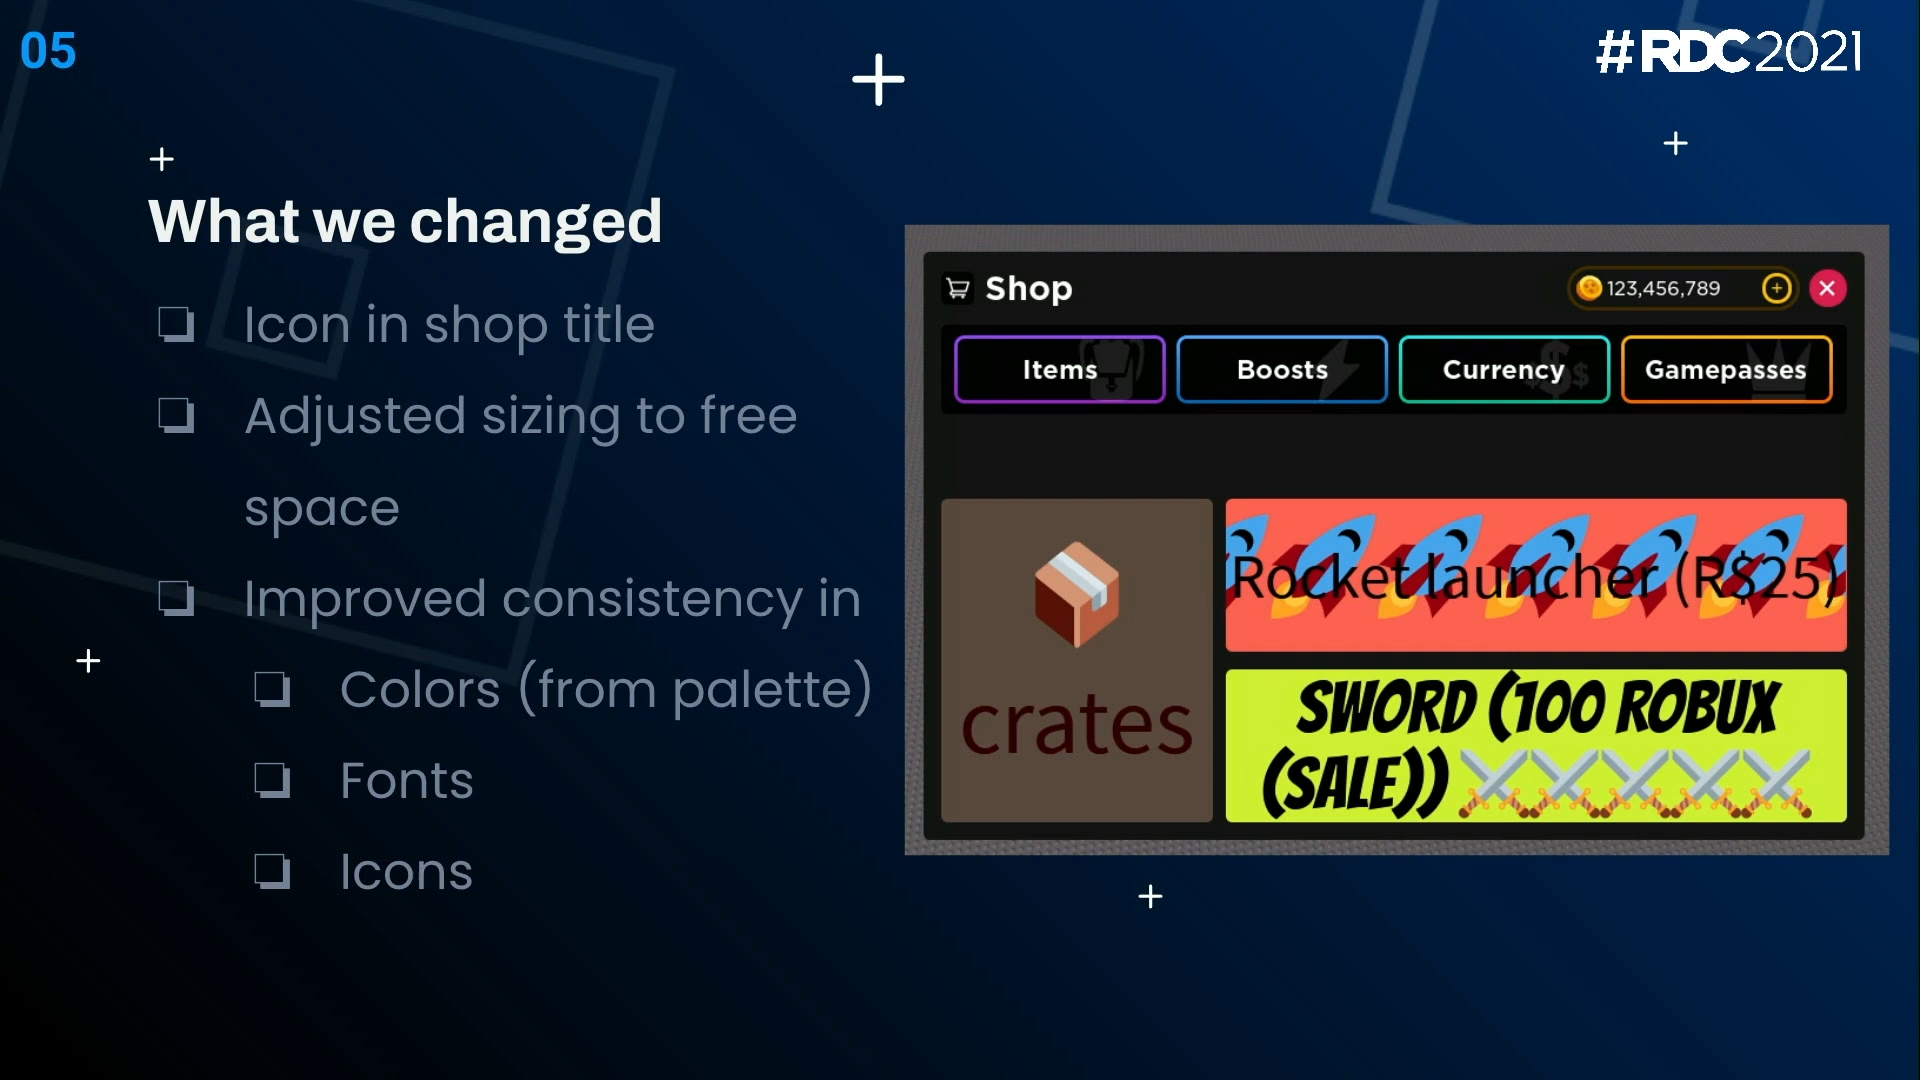 05
#RDC2021
What we changed
Icon in shop title
Adjusted sizing to free
space
Improved consistency in
Colors (from palette)
Fonts
Icons
Shop
123,456,789
Items
Boosts
Currency
Gamepasses
crates
Rocket launcher (R$25)
SWORD (100 ROBUX
(SALE))